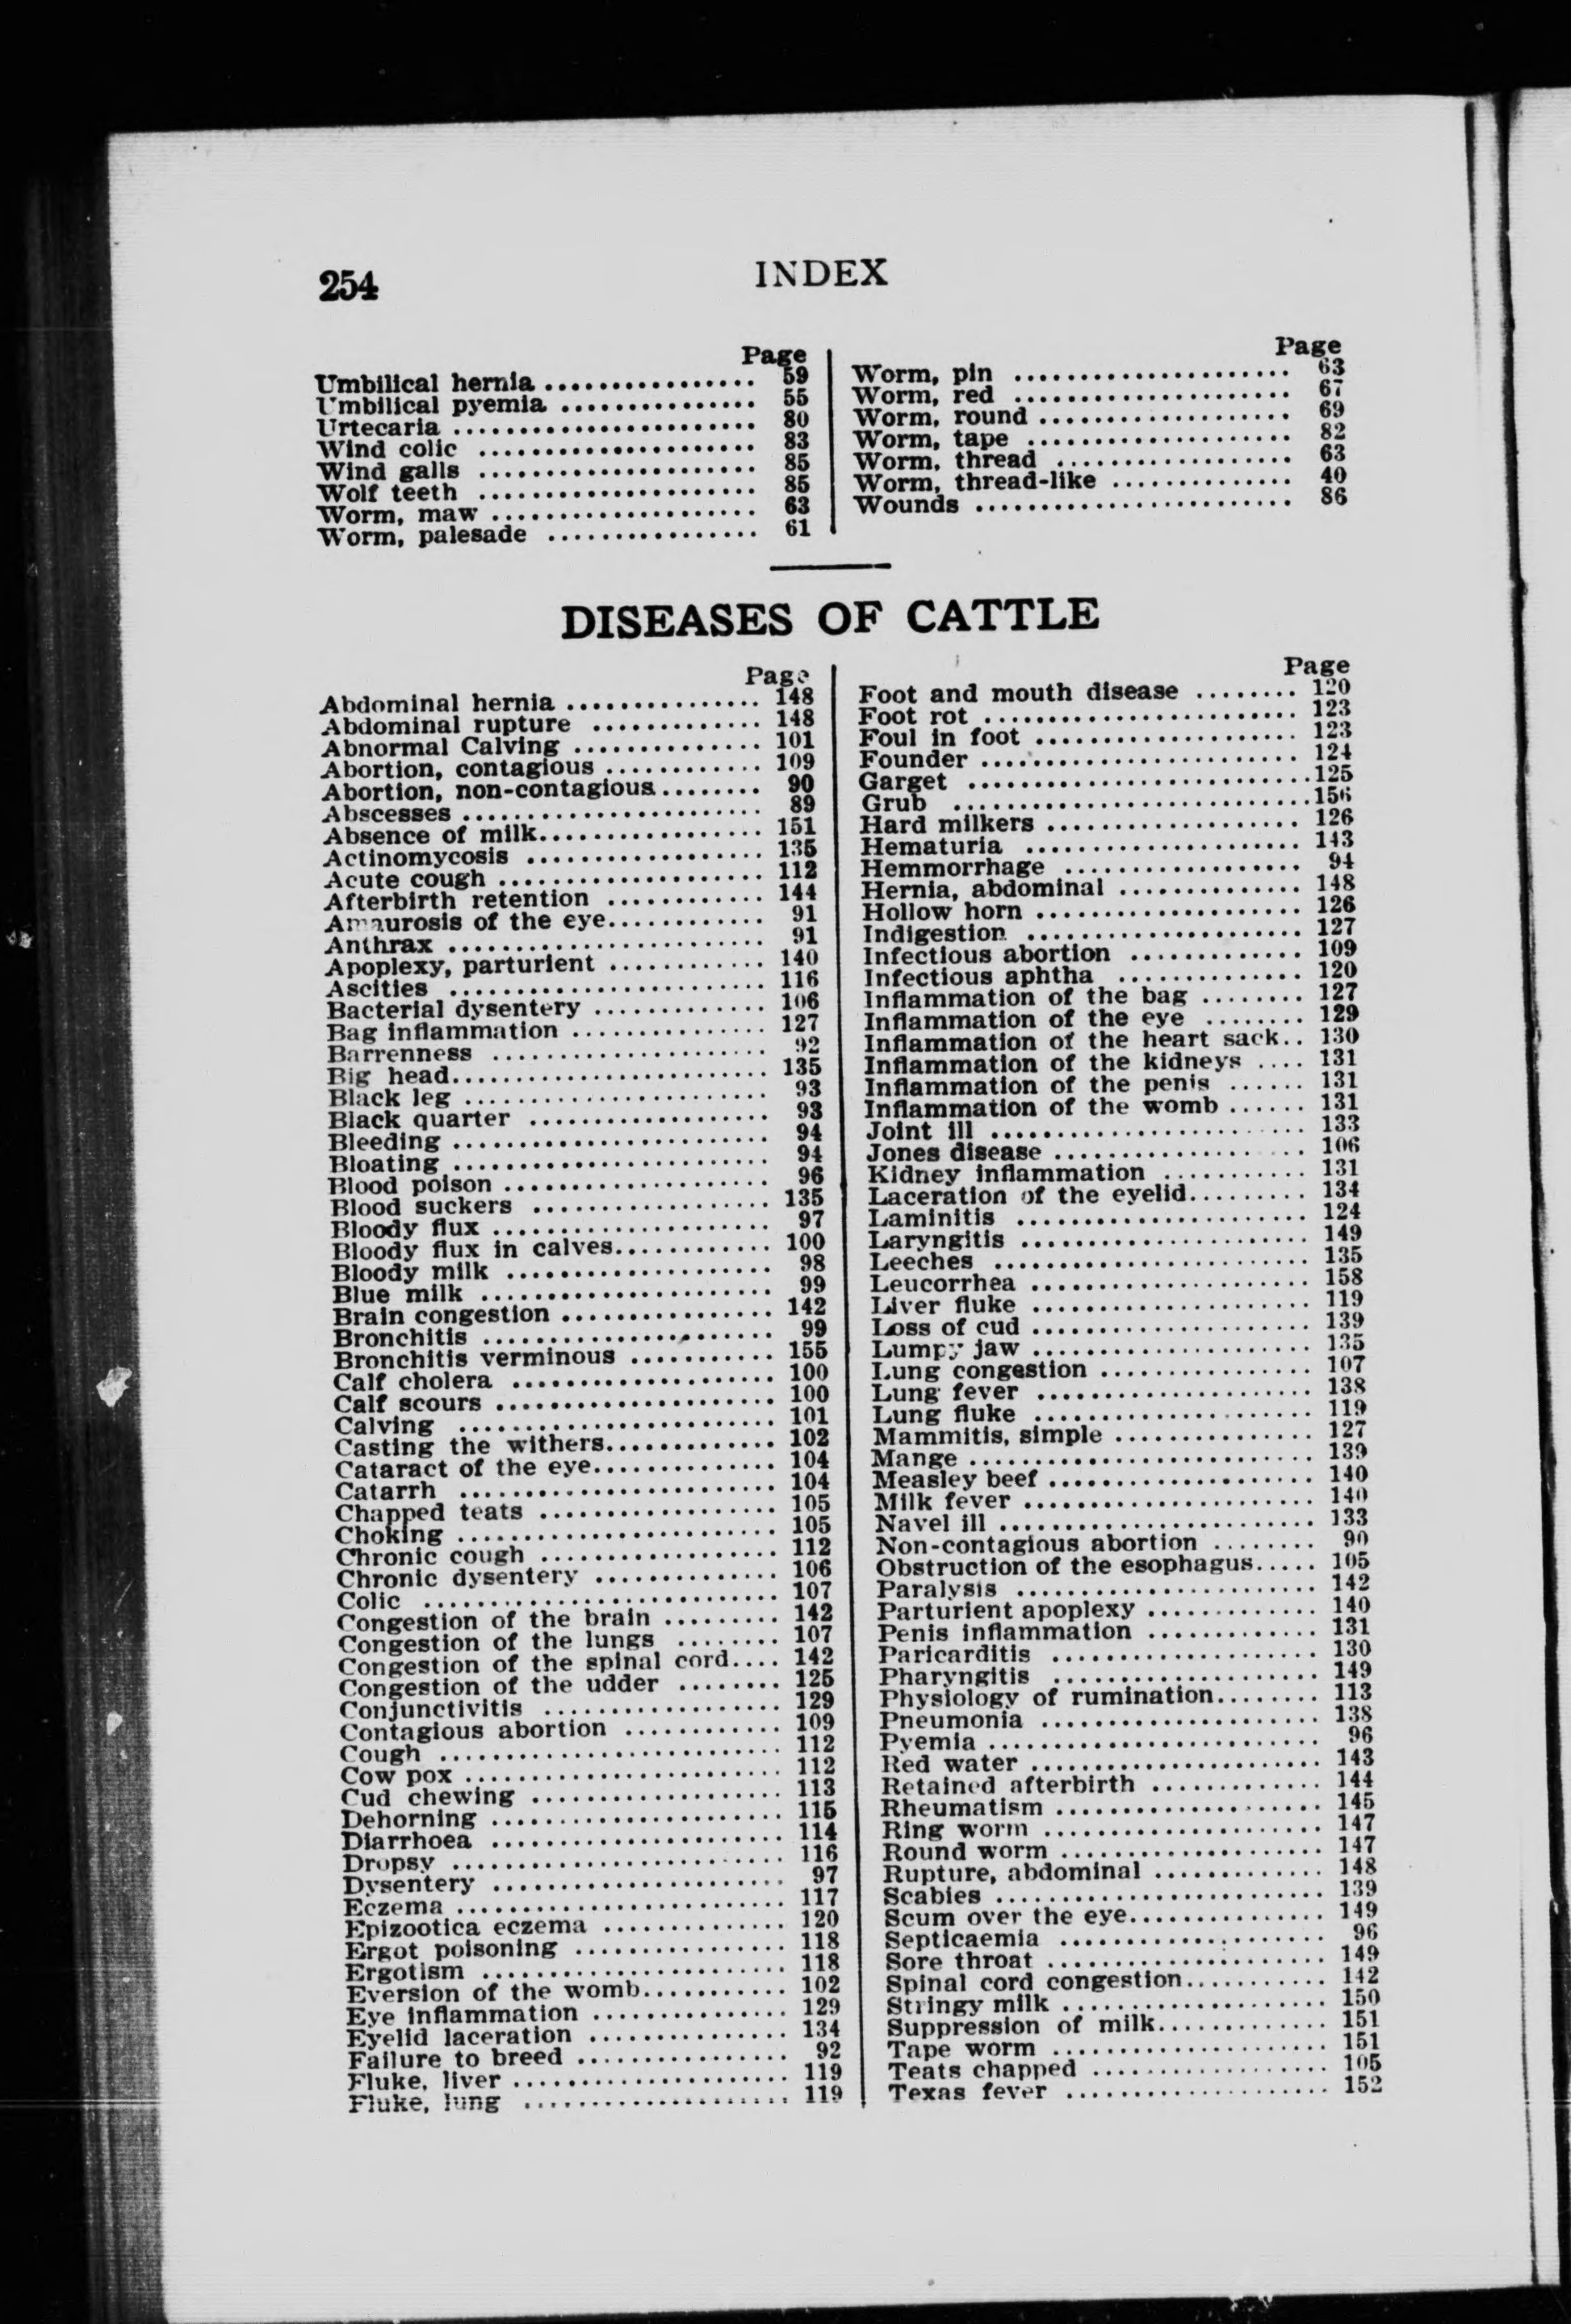 254
INDEX
Page
Umbilical hernia ................ 59
Umbilical pyemia ............... 55
Urtecaria ....................... 80
Wind colic ..................... 83
Wind galls ..................... 85
Wolf teeth ..................... 85
Worm, maw .................... 63
Worm, palesade ................ 61
Page
Worm, pin ..................... 63
Worm, red ..................... 67
Worm, round ................... 69
Worm, tape .................... 82
Worm, thread .................. 63
Worm, thread-like .............. 40
Wounds ........................ 86
DISEASES OF CATTLE
Page
Abdominal hernia ............... 148
Abdominal rupture ............. 148
Abnormal Calving .............. 101
Abortion, contagious ............ 109
Abortion, non-contagious........ 90
Abscesses ....................... 89
Absence of milk................. 151
Actinomycosis .................. 135
Acute cough .................... 112
Afterbirth retention ............ 144
Amaurosis of the eye............ 91
Anthrax ........................ 91
Apoplexy, parturient ............ 140
Ascities ........................ 116
Bacterial dysentery ............. 106
Bag inflammation ............... 127
Barrenness ..................... 92
Big head........................ 135
Black leg ....................... 93
Black quarter .................. 93
Bleeding ........................ 94
Bloating ........................ 94
Blood poison .................... 96
Blood suckers .................. 135
Bloody flux ..................... 97
Bloody flux in calves............ 100
Bloody milk .................... 98
Blue milk ...................... 99
Brain congestion ................ 142
Bronchitis ...................... 99
Bronchitis verminous ........... 155
Calf cholera .................... 100
Calf scours ..................... 100
Calving ........................ 101
Casting the withers............. 102
Cataract of the eye.............. 104
Catarrh ........................ 104
Chapped teats .................. 105
Choking ........................ 105
Chronic cough .................. 112
Chronic dysentery .............. 106
Colic ........................... 107
Congestion of the brain ......... 142
Congestion of the lungs ........ 107
Congestion of the spinal cord.... 142
Congestion of the udder ........ 125
Conjunctivitis .................. 129
Contagious abortion ............ 109
Cough .......................... 112
Cow pox ........................ 112
Cud chewing ................... 113
Dehorning ...................... 115
Diarrhoea ...................... 114
Dropsy ......................... 116
Dysentery ...................... 97
Eczema ......................... 117
Epizootica eczema .............. 120
Ergot poisoning ................ 118
Ergotism ....................... 118
Eversion of the womb........... 102
Eye inflammation ............... 129
Eyelid laceration ............... 134
Failure to breed ................ 92
Fluke, liver ..................... 119
Fluke, lung .................... 119
Page
Foot and mouth disease ........ 120
Foot rot ........................ 123
Foul in foot .................... 123
Founder ........................ 124
Garget ..........................125
Grub ...........................156
Hard milkers ................... 126
Hematuria ..................... 143
Hemmorrhage .................. 94
Hernia, abdominal .............. 148
Hollow horn .................... 126
Indigestion ..................... 127
Infectious abortion ............. 109
Infectious aphtha .............. 120
Inflammation of the bag ........ 127
Inflammation of the eye ........ 129
Inflammation of the heart sack.. 130
Inflammation of the kidneys .... 131
Inflammation of the penis ...... 131
Inflammation of the womb ...... 131
Joint ill ........................ 133
Jones disease ................... 106
Kidney inflammation ........... 131
Laceration of the eyelid......... 134
Laminitis ...................... 124
Laryngitis ...................... 149
Leeches ........................ 135
Leucorrhea ..................... 158
Liver fluke ..................... 119
Loss of cud ..................... 139
Lumpy jaw ..................... 135
Lung congestion ................ 107
Lung fever ..................... 138
Lung fluke ..................... 119
Mammitis, simple ............... 127
Mange .......................... 139
Measley beef .................... 140
Milk fever ...................... 140
Navel ill ........................ 133
Non-contagious abortion ........ 90
Obstruction of the esophagus..... 105
Paralysis ....................... 142
Parturient apoplexy ............. 140
Penis inflammation ............. 131
Paricarditis .................... 130
Pharyngitis .................... 149
Physiology of rumination........ 113
Pneumonia ..................... 138
Pyemia ......................... 96
Red water ...................... 143
Retained afterbirth ............. 144
Rheumatism .................... 145
Ring worm ..................... 147
Round worm .................... 147
Rupture, abdominal ............. 148
Scabies ......................... 139
Scum over the eye............... 149
Septicaemia .................... 96
Sore throat ..................... 149
Spinal cord congestion........... 142
Stringy milk .................... 150
Suppression of milk............. 151
Tape worm ..................... 151
Teats chapped .................. 105
Texas fever .................... 152